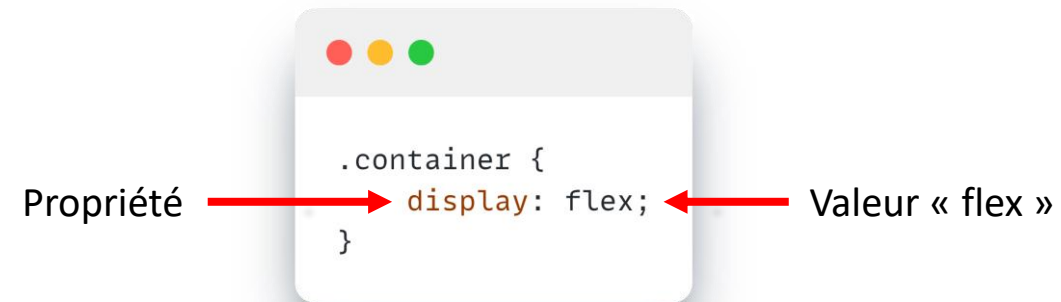 .container {
Propriété
display: flex;
Valeur « flex »
}